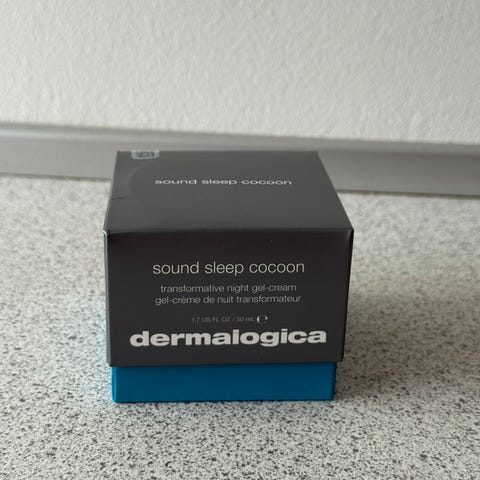 sound sleep cocoon
sound sleep cocoon
transformative night gel-cream
gel-crème de nuit transformateur
1.7 US FL OZ / 50 mL ℮
dermalogica